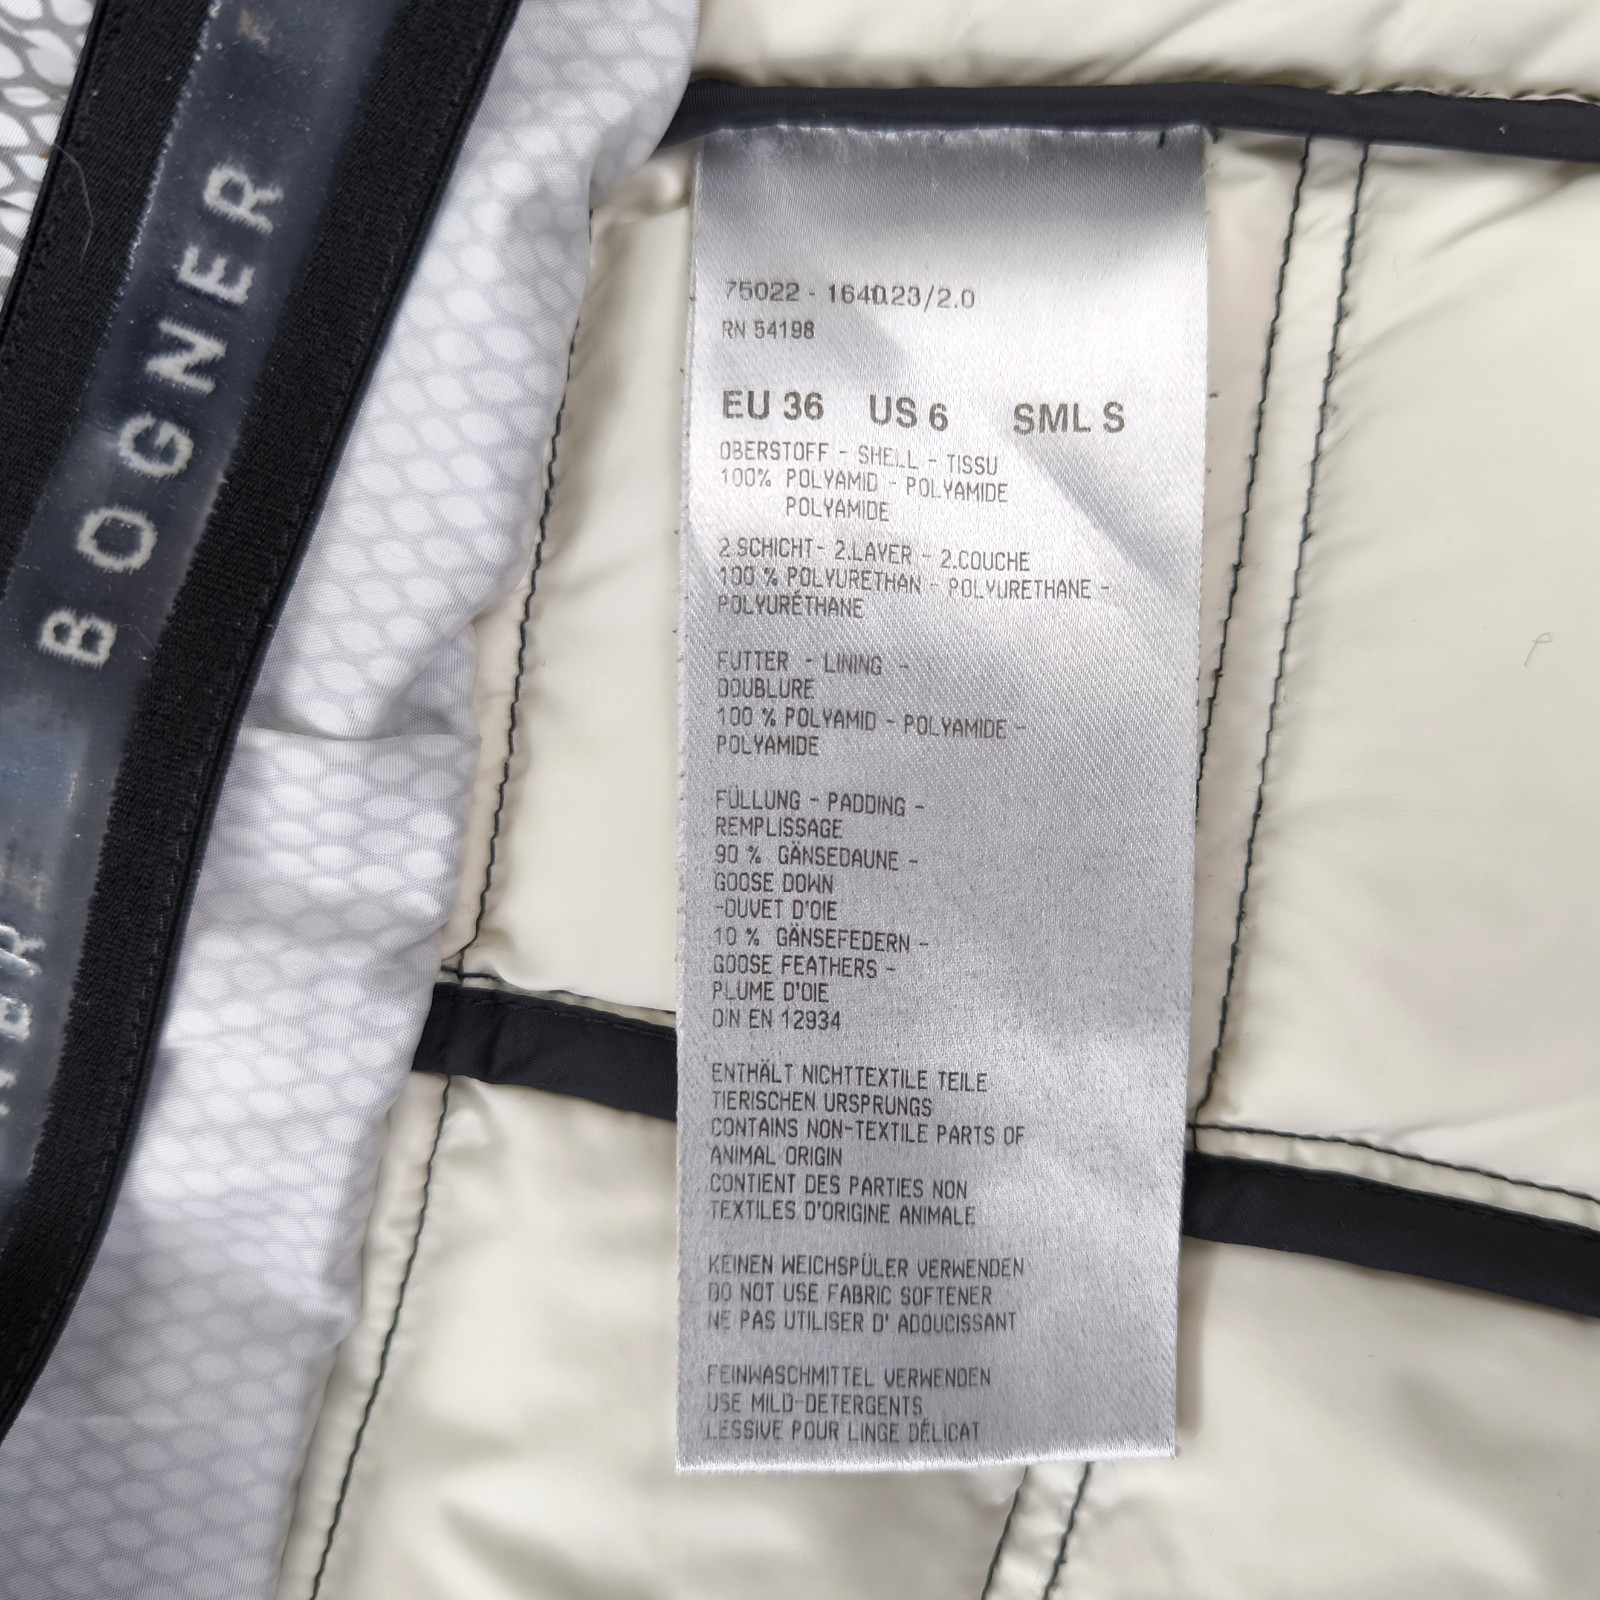 BOGNER
NER
75022 - 164023/2.0
RN 54198
EU 36 US 6 SML S
OBERSTOFF - SHELL - TISSU
100% POLYAMID - POLYAMIDE
POLYAMIDE
2.SCHICHT- 2.LAYER - 2.COUCHE
100 % POLYURETHAN - POLYURETHANE -
POLYURÉTHANE
FUTTER - LINING -
DOUBLURE
100 % POLYAMID - POLYAMIDE -
POLYAMIDE
FÜLLUNG - PADDING -
REMPLISSAGE
90 % GÄNSEDAUNE -
GOOSE DOWN
-DUVET D'OIE
10 % GÄNSEFEDERN -
GOOSE FEATHERS -
PLUME D'OIE
DIN EN 12934
ENTHÄLT NICHTTEXTILE TEILE
TIERISCHEN URSPRUNGS
CONTAINS NON-TEXTILE PARTS OF
ANIMAL ORIGIN
CONTIENT DES PARTIES NON
TEXTILES D'ORIGINE ANIMALE
KEINEN WEICHSPÜLER VERWENDEN
DO NOT USE FABRIC SOFTENER
NE PAS UTILISER D' ADOUCISSANT
FEINWASCHMITTEL VERWENDEN
USE MILD-DETERGENTS
LESSIVE POUR LINGE DÉLICAT